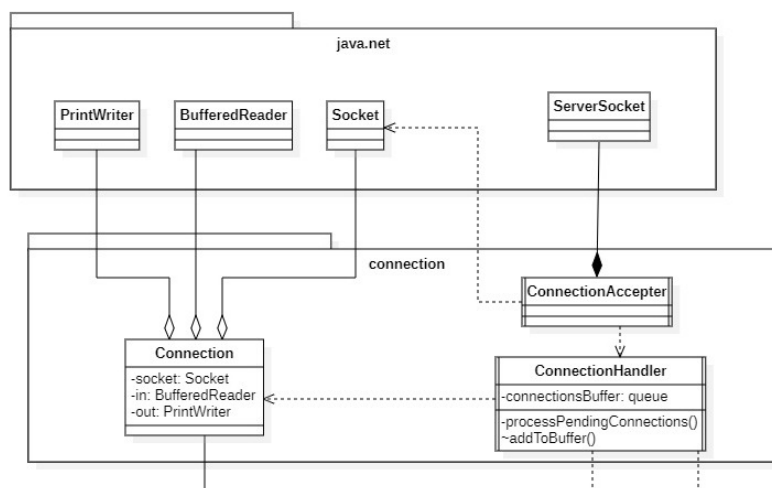 java.net
PrintWriter
BufferedReader
Socket
ServerSocket
connection
ConnectionAccepter
Connection
-socket: Socket
-in: BufferedReader
-out: PrintWriter
ConnectionHandler
-connectionsBuffer: queue
-processPendingConnections()
~addToBuffer()